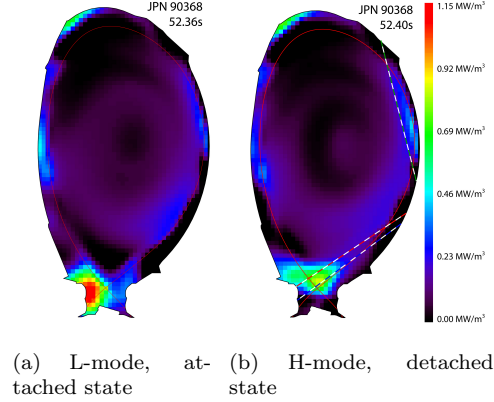 JPN 90368
52.36s
JPN 90368
52.40s
1.15 MW/m³
0.92 MW/m³
0.69 MW/m³
0.46 MW/m³
0.23 MW/m³
0.00 MW/m³
(a) L-mode, at-
tached state
(b) H-mode, detached
state